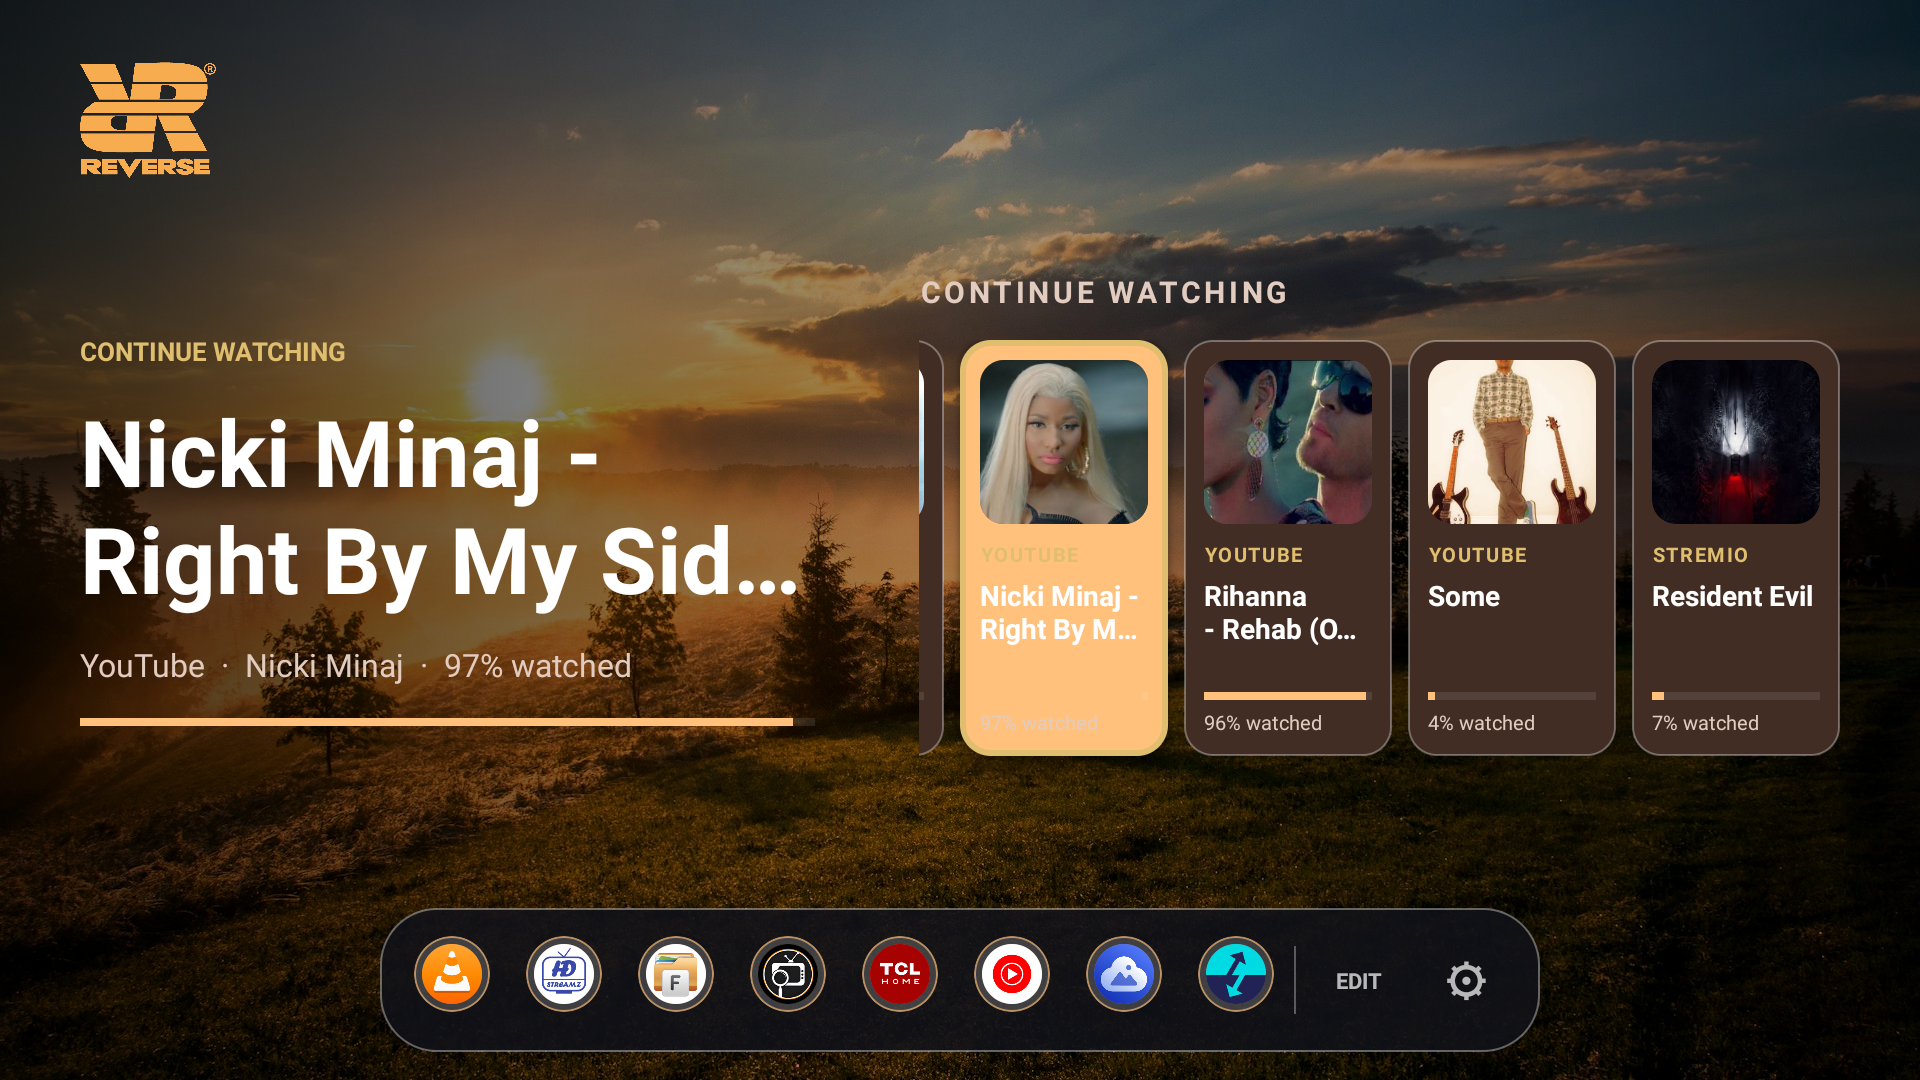 ®
REVERSE
CONTINUE WATCHING
Nicki Minaj -
Right By My Sid...
YouTube · Nicki Minaj · 97% watched
CONTINUE WATCHING
YOUTUBE
Nicki Minaj -
Right By M...
97% watched
YOUTUBE
Rihanna
- Rehab (O...
96% watched
YOUTUBE
Some
4% watched
STREMIO
Resident Evil
7% watched
HD
STREAMZ
F
TCL
HOME
EDIT